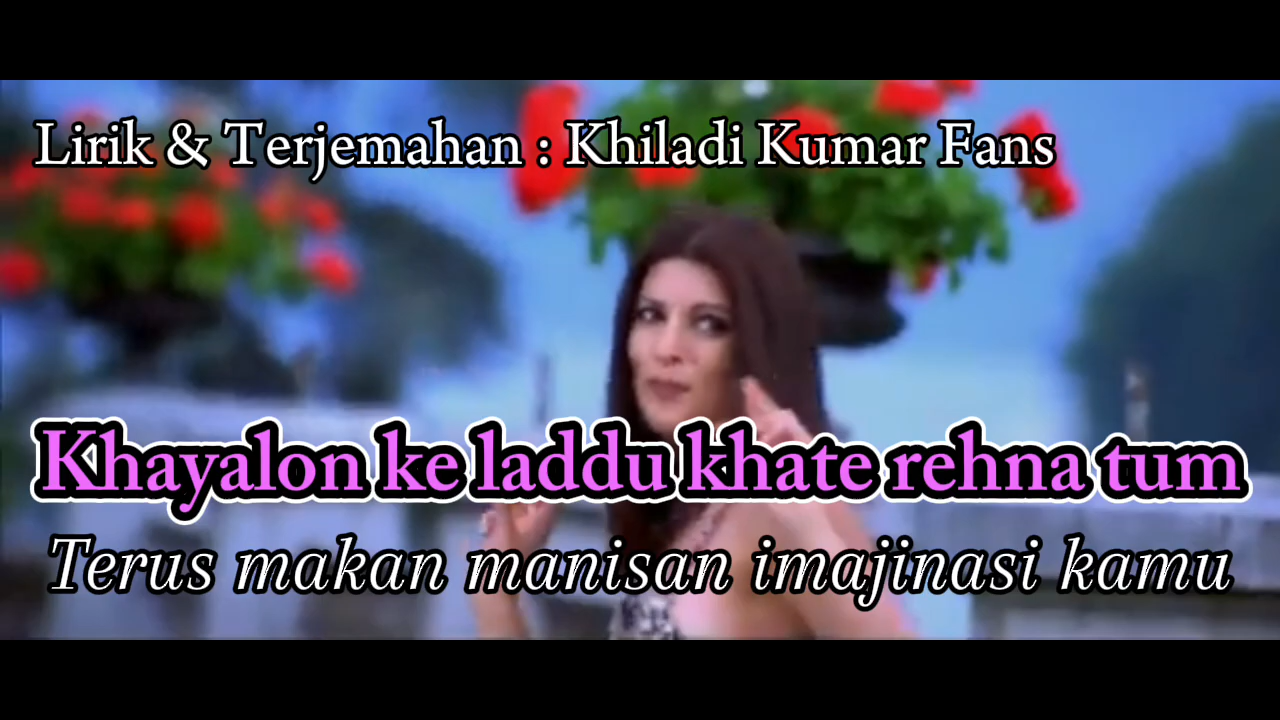 Lirik & Terjemahan : Khiladi Kumar Fans
Khayalon ke laddu khate rehna tum
Terus makan manisan imajinasi kamu